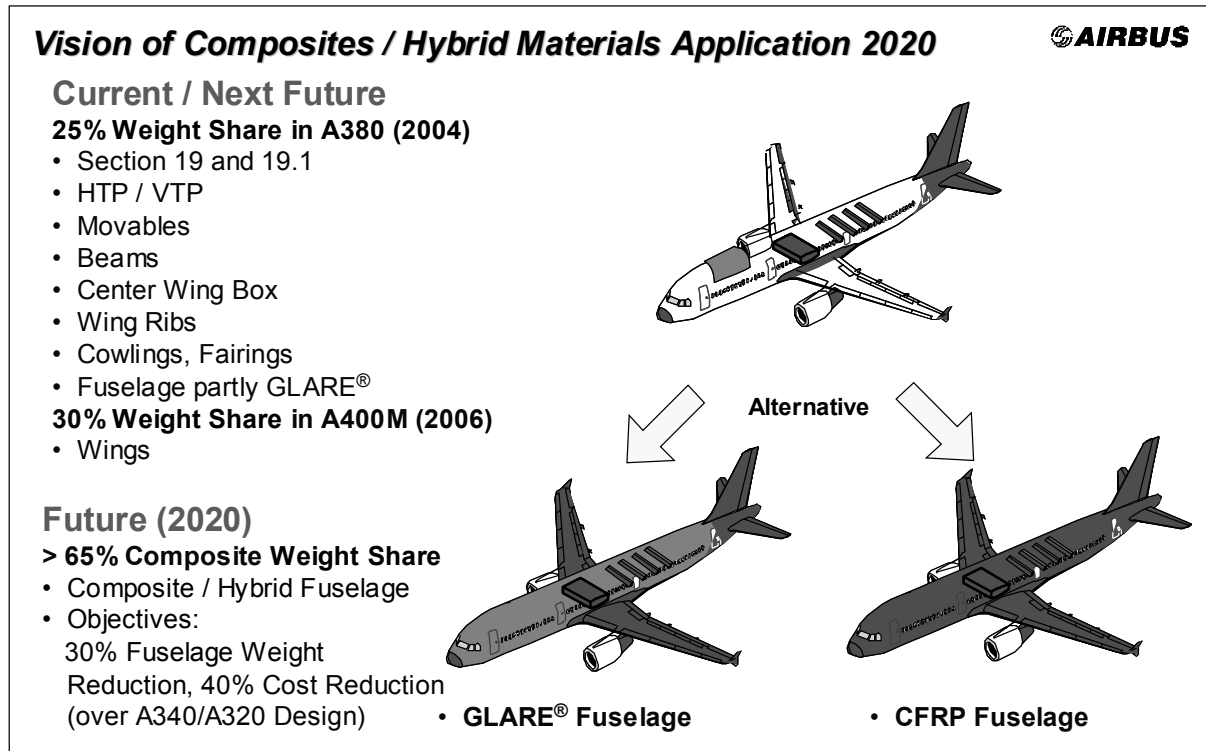 Vision of Composites / Hybrid Materials Application 2020
AIRBUS
Current / Next Future
25% Weight Share in A380 (2004)
• Section 19 and 19.1
• HTP / VTP
• Movables
• Beams
• Center Wing Box
• Wing Ribs
• Cowlings, Fairings
• Fuselage partly GLARE®
30% Weight Share in A400M (2006)
• Wings
Alternative
Future (2020)
> 65% Composite Weight Share
• Composite / Hybrid Fuselage
• Objectives:
30% Fuselage Weight
Reduction, 40% Cost Reduction
(over A340/A320 Design)
• GLARE® Fuselage
• CFRP Fuselage